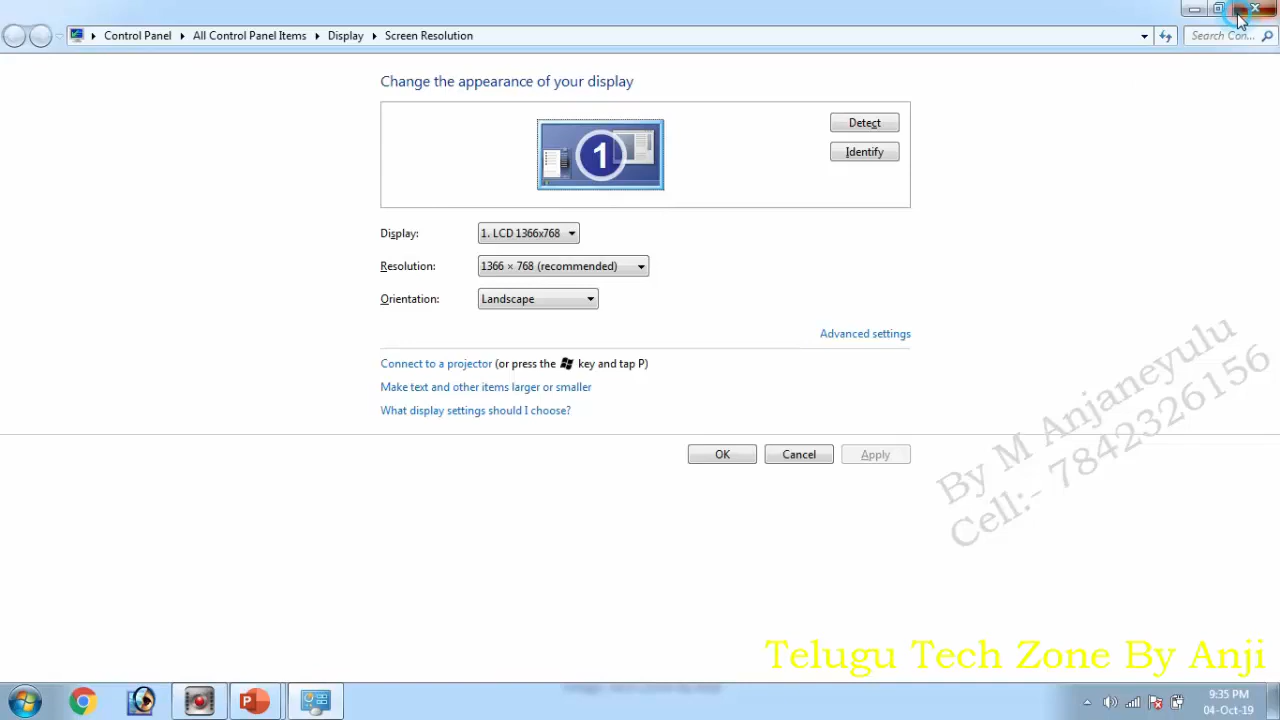 Control Panel
All Control Panel Items
Display
Screen Resolution
Search Con...
Change the appearance of your display
1
Detect
Identify
Display:
1. LCD 1366x768
Resolution:
1366 × 768 (recommended)
Orientation:
Landscape
Advanced settings
Connect to a projector (or press the key and tap P)
Make text and other items larger or smaller
What display settings should I choose?
OK
Cancel
Apply
By M Anjaneyulu
Cell:- 7842326156
Telugu Tech Zone By Anji
9:35 PM
04-Oct-19